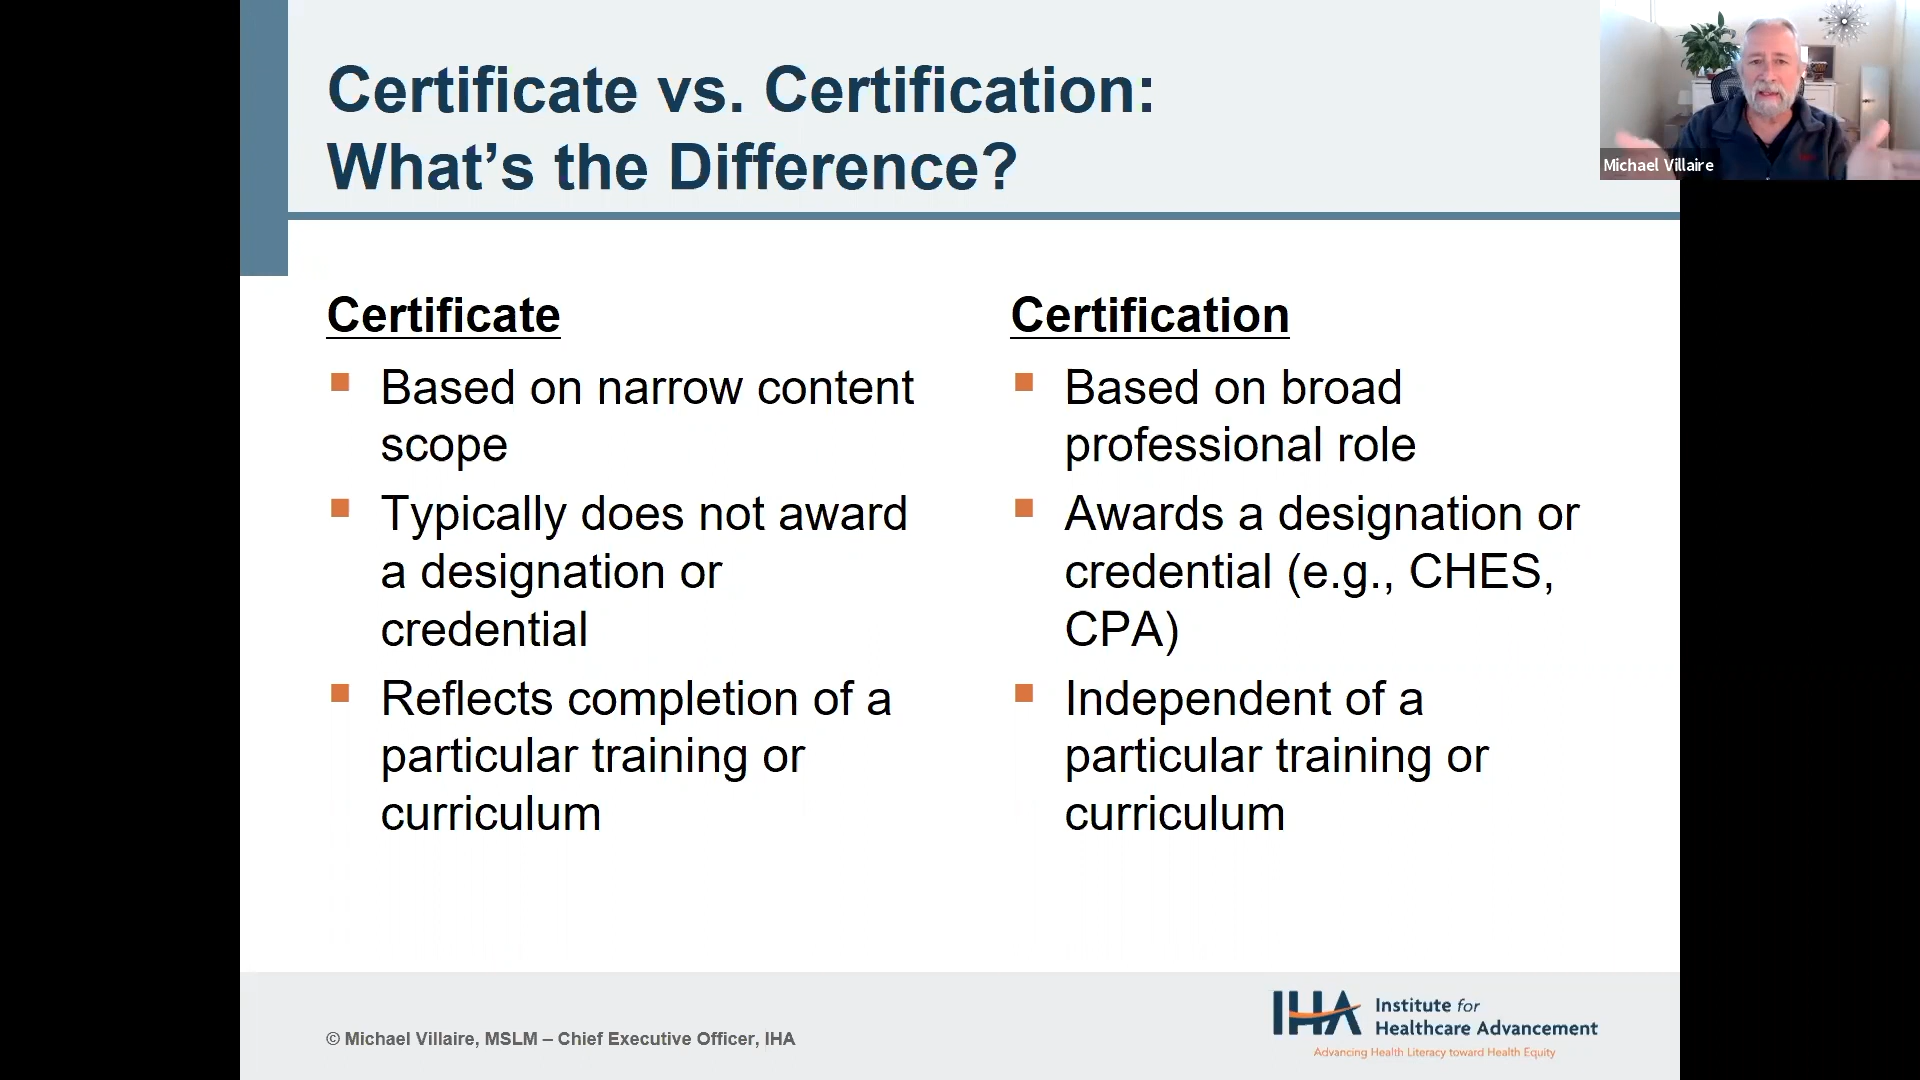 Certificate vs. Certification:
What’s the Difference?
Michael Villaire
Certificate
Based on narrow content
scope
Typically does not award
a designation or
credential
Reflects completion of a
particular training or
curriculum
Certification
Based on broad
professional role
Awards a designation or
credential (e.g., CHES,
CPA)
Independent of a
particular training or
curriculum
© Michael Villaire, MSLM – Chief Executive Officer, IHA
IHA
Institute for
Healthcare Advancement
Advancing Health Literacy toward Health Equity